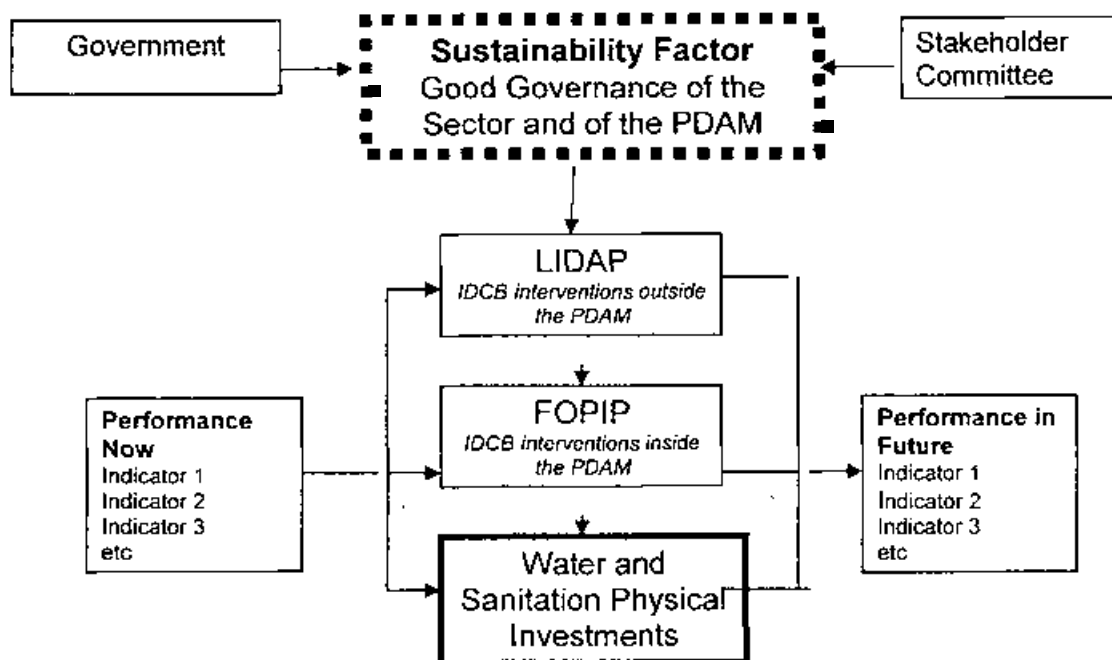 Government
Sustainability Factor
Good Governance of the
Sector and of the PDAM
Stakeholder
Committee
LIDAP
IDCB interventions outside
the PDAM
Performance
Now
Indicator 1
Indicator 2
Indicator 3
etc
FOPIP
IDCB interventions inside
the PDAM
Performance in
Future
Indicator 1
Indicator 2
Indicator 3
etc
Water and
Sanitation Physical
Investments